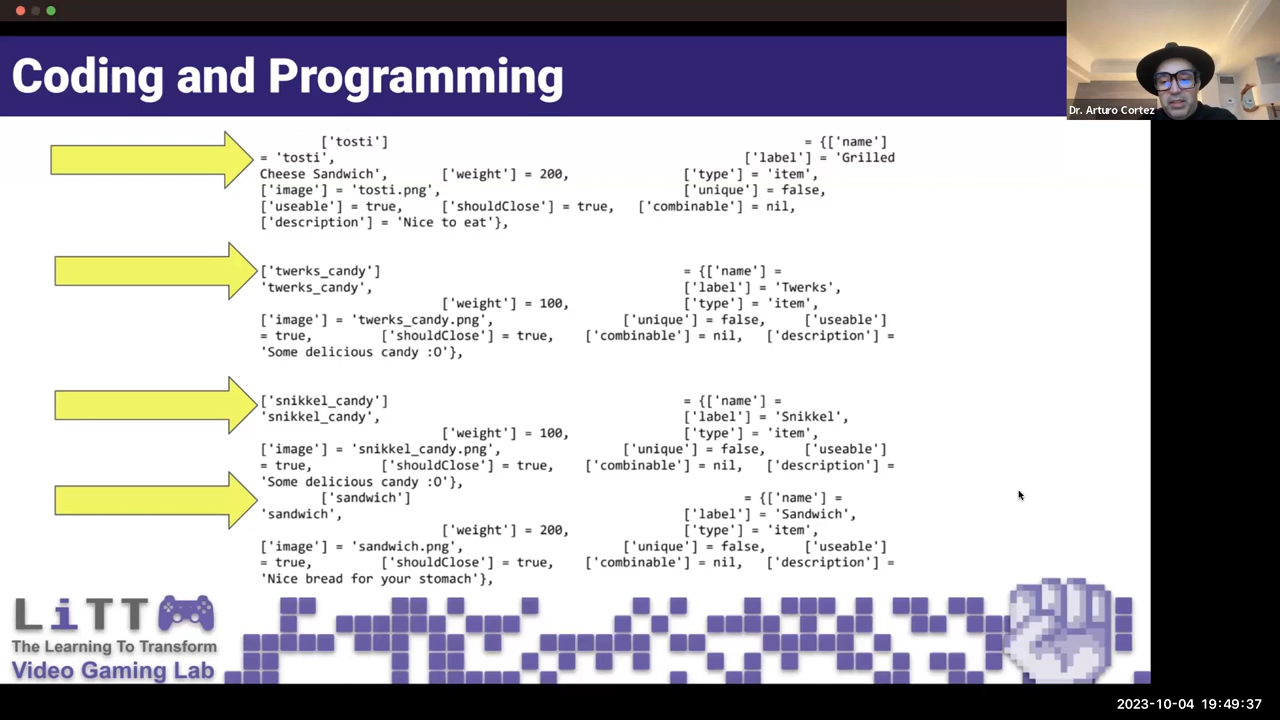 Coding and Programming
Dr. Arturo Cortez
['tosti'] = {['name']
= 'tosti', ['label'] = 'Grilled
Cheese Sandwich', ['weight'] = 200, ['type'] = 'item',
['image'] = 'tosti.png', ['unique'] = false,
['useable'] = true, ['shouldClose'] = true, ['combinable'] = nil,
['description'] = 'Nice to eat'},
['twerks_candy'] = {['name'] =
'twerks_candy', ['label'] = 'Twerks',
['weight'] = 100, ['type'] = 'item',
['image'] = 'twerks_candy.png', ['unique'] = false, ['useable']
= true, ['shouldClose'] = true, ['combinable'] = nil, ['description'] =
'Some delicious candy :O'},
['snikkel_candy'] = {['name'] =
'snikkel_candy', ['label'] = 'Snikkel',
['weight'] = 100, ['type'] = 'item',
['image'] = 'snikkel_candy.png', ['unique'] = false, ['useable']
= true, ['shouldClose'] = true, ['combinable'] = nil, ['description'] =
'Some delicious candy :O'},
['sandwich'] = {['name'] =
'sandwich', ['label'] = 'Sandwich',
['weight'] = 200, ['type'] = 'item',
['image'] = 'sandwich.png', ['unique'] = false, ['useable']
= true, ['shouldClose'] = true, ['combinable'] = nil, ['description'] =
'Nice bread for your stomach'},
LiTT
The Learning To Transform
Video Gaming Lab
2023-10-04 19:49:37